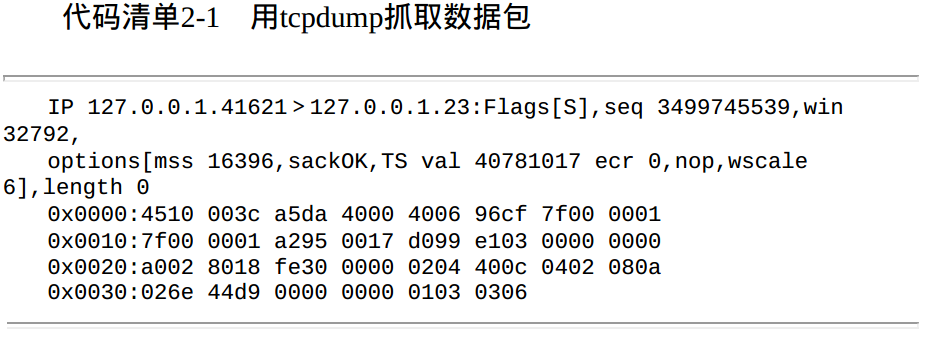 代码清单2-1 用tcpdump抓取数据包
IP 127.0.0.1.41621＞127.0.0.1.23:Flags[S],seq 3499745539,win
32792,
options[mss 16396,sackOK,TS val 40781017 ecr 0,nop,wscale
6],length 0
0x0000:4510 003c a5da 4000 4006 96cf 7f00 0001
0x0010:7f00 0001 a295 0017 d099 e103 0000 0000
0x0020:a002 8018 fe30 0000 0204 400c 0402 080a
0x0030:026e 44d9 0000 0000 0103 0306